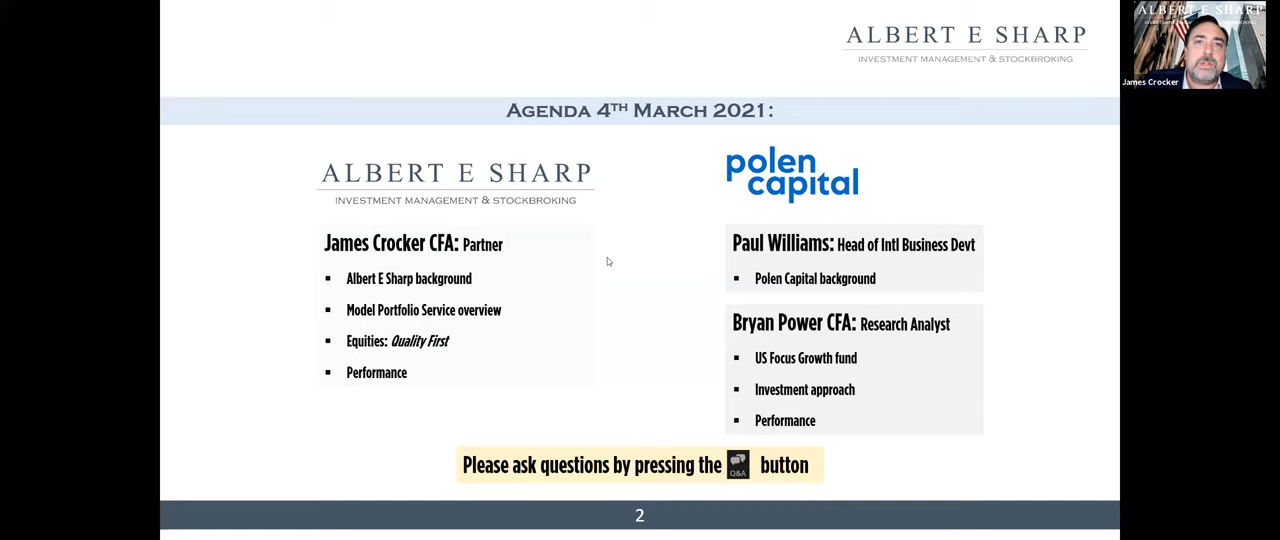 ALBERT E SHARP
INVESTMENT MANAGEMENT & STOCKBROKING
ALBERT E SHARP
James Crocker
AGENDA 4TH MARCH 2021:
ALBERT E SHARP
INVESTMENT MANAGEMENT & STOCKBROKING
James Crocker CFA: Partner
▪ Albert E Sharp background
▪ Model Portfolio Service overview
▪ Equities: Quality First
▪ Performance
polen
capital
Paul Williams: Head of Intl Business Devt
▪ Polen Capital background
Bryan Power CFA: Research Analyst
▪ US Focus Growth fund
▪ Investment approach
▪ Performance
Please ask questions by pressing the Q&A button
2